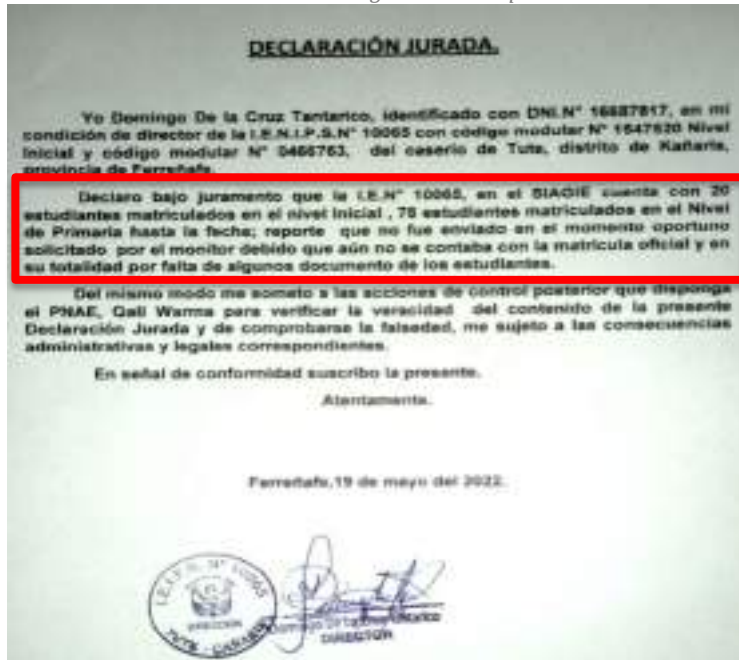 DECLARACIÓN JURADA.
Yo Domingo De la Cruz Tantarico, identificado con DNI.N° 16687817, en mi
condición de director de la I.E.N.I.P.S.N° 10065 con código modular N° 1647620 Nivel
Inicial y código modular N° 0466763, del caserío de Tute, distrito de Kañaris,
provincia de Ferreñafe.
Declaro bajo juramento que la I.E.N° 10065, en el SIAGIE cuenta con 20
estudiantes matriculados en el nivel Inicial , 78 estudiantes matriculados en el Nivel
de Primaria hasta la fecha; reporte que no fue enviado en el momento oportuno
solicitado por el monitor debido que aún no se contaba con la matricula oficial y en
su totalidad por falta de algunos documento de los estudiantes.
Del mismo modo me someto a las acciones de control posterior que disponga
el PNAE, Qali Warma para verificar la veracidad del contenido de la presente
Declaración Jurada y de comprobarse la falsedad, me sujeto a las consecuencias
administrativas y legales correspondientes.
En señal de conformidad suscribo la presente.
Atentamente.
Ferreñafe,19 de mayo del 2022.
N° 10065
DIRECCIÓN
TUTE - 
Domingo De la Cruz Tantarico
DIRECTOR